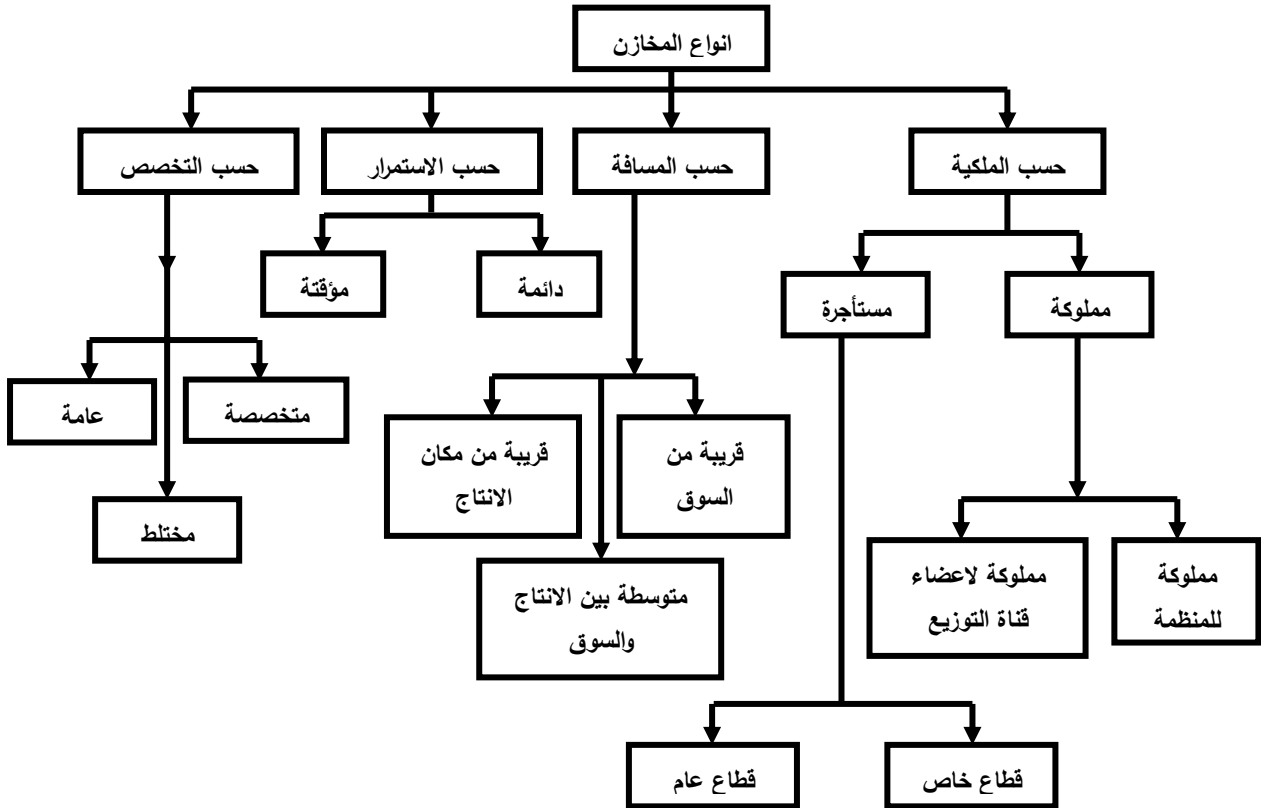 انواع المخازن
حسب الملكية
حسب المسافة
حسب الاستمرار
حسب التخصص
مملوكة
مستأجرة
دائمة
مؤقتة
متخصصة
عامة
قريبة من
السوق
قريبة من مكان
الانتاج
مختلط
مملوكة
للمنظمة
مملوكة لاعضاء
قناة التوزيع
متوسطة بين الانتاج
والسوق
قطاع خاص
قطاع عام